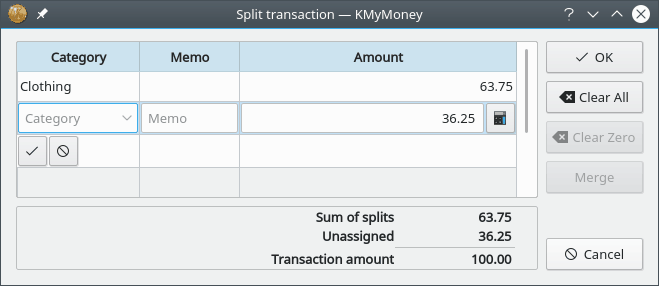 Split transaction — KMyMoney
Category Memo Amount
Clothing 63.75
Category Memo 36.25
Sum of splits 63.75
Unassigned 36.25
Transaction amount 100.00
OK
Clear All
Clear Zero
Merge
Cancel